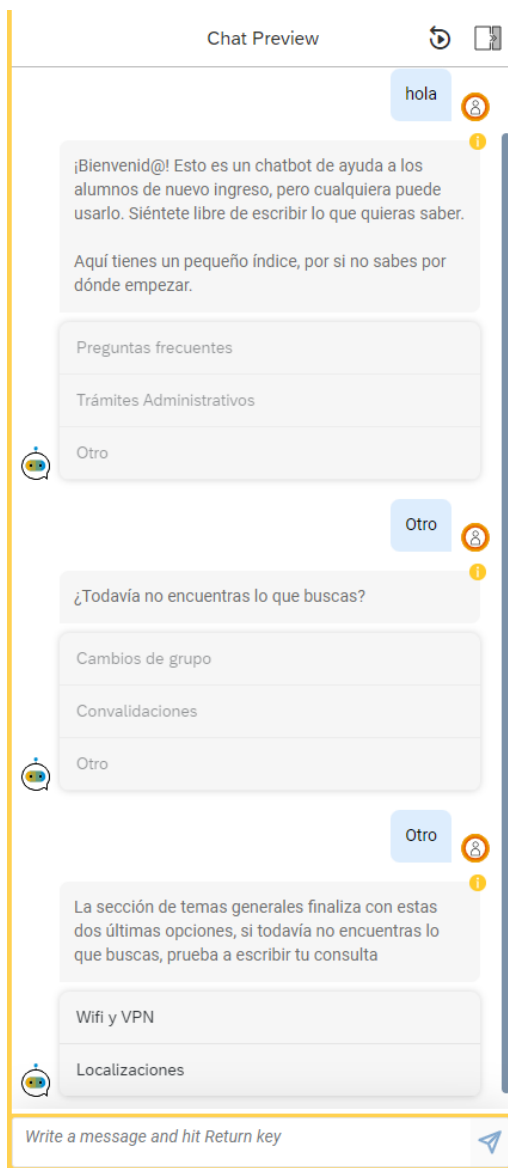 Chat Preview
hola
¡Bienvenid@! Esto es un chatbot de ayuda a los
alumnos de nuevo ingreso, pero cualquiera puede
usarlo. Siéntete libre de escribir lo que quieras saber.
Aquí tienes un pequeño índice, por si no sabes por
dónde empezar.
Preguntas frecuentes
Trámites Administrativos
Otro
Otro
¿Todavía no encuentras lo que buscas?
Cambios de grupo
Convalidaciones
Otro
Otro
La sección de temas generales finaliza con estas
dos últimas opciones, si todavía no encuentras lo
que buscas, prueba a escribir tu consulta
Wifi y VPN
Localizaciones
Write a message and hit Return key